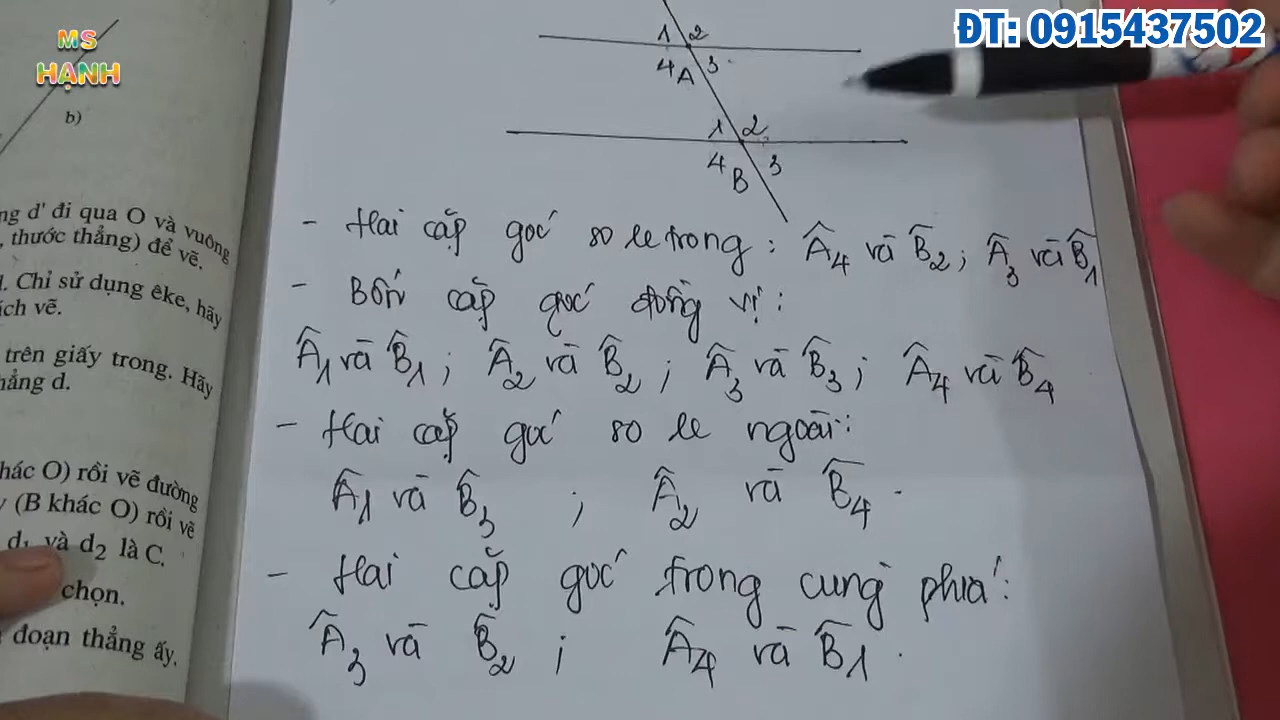 ĐT: 0915437502
MS
HẠNH
b)
ng d' đi qua O và vuông
, thước thẳng) để vẽ.
l. Chỉ sử dụng êke, hãy
ích vẽ.
trên giấy trong. Hãy
hẳng d.
hác O) rồi vẽ đường
y (B khác O) rồi vẽ
d₁ và d₂ là C.
chọn.
đoạn thẳng ấy.
1 2
4 A 3
1 2
4 B 3
- Hai cặp góc so le trong: Â₄ và B̂₂; Â₃ và B̂₁
- Bốn cặp góc đồng vị:
Â₁ và B̂₁; Â₂ và B̂₂; Â₃ và B̂₃; Â₄ và B̂₄
- Hai cặp góc so le ngoài:
Â₁ và B̂₃ ; Â₂ và B̂₄.
- Hai cặp góc trong cùng phía:
Â₃ và B̂₂ ; Â₄ và B̂₁.